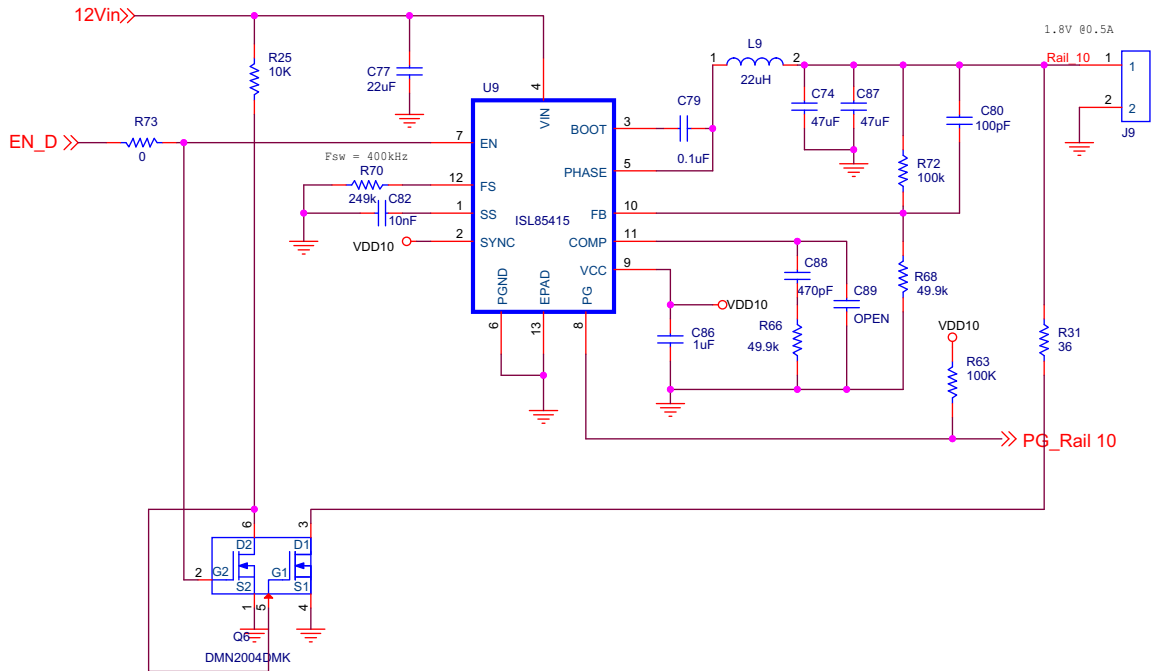 12Vin
1.8V @0.5A
R25
10K
C77
22uF
4
U9
VIN
1
L9
2
22uH
Rail_10
1
1
2
2
J9
R73
0
EN_D
7
EN
BOOT
3
C79
0.1uF
C74
47uF
C87
47uF
C80
100pF
Fsw = 400kHz
R70
249k
12
FS
PHASE
5
R72
100k
C82
10nF
1
SS
ISL85415
FB
10
VDD10
2
SYNC
COMP
11
VCC
9
C88
470pF
C89
OPEN
R68
49.9k
PGND
EPAD
PG
6
13
8
VDD10
C86
1uF
R66
49.9k
VDD10
R63
100K
R31
36
PG_Rail 10
6
3
D2
D1
2
G2
G1
S2
S1
1
5
4
Q6
DMN2004DMK